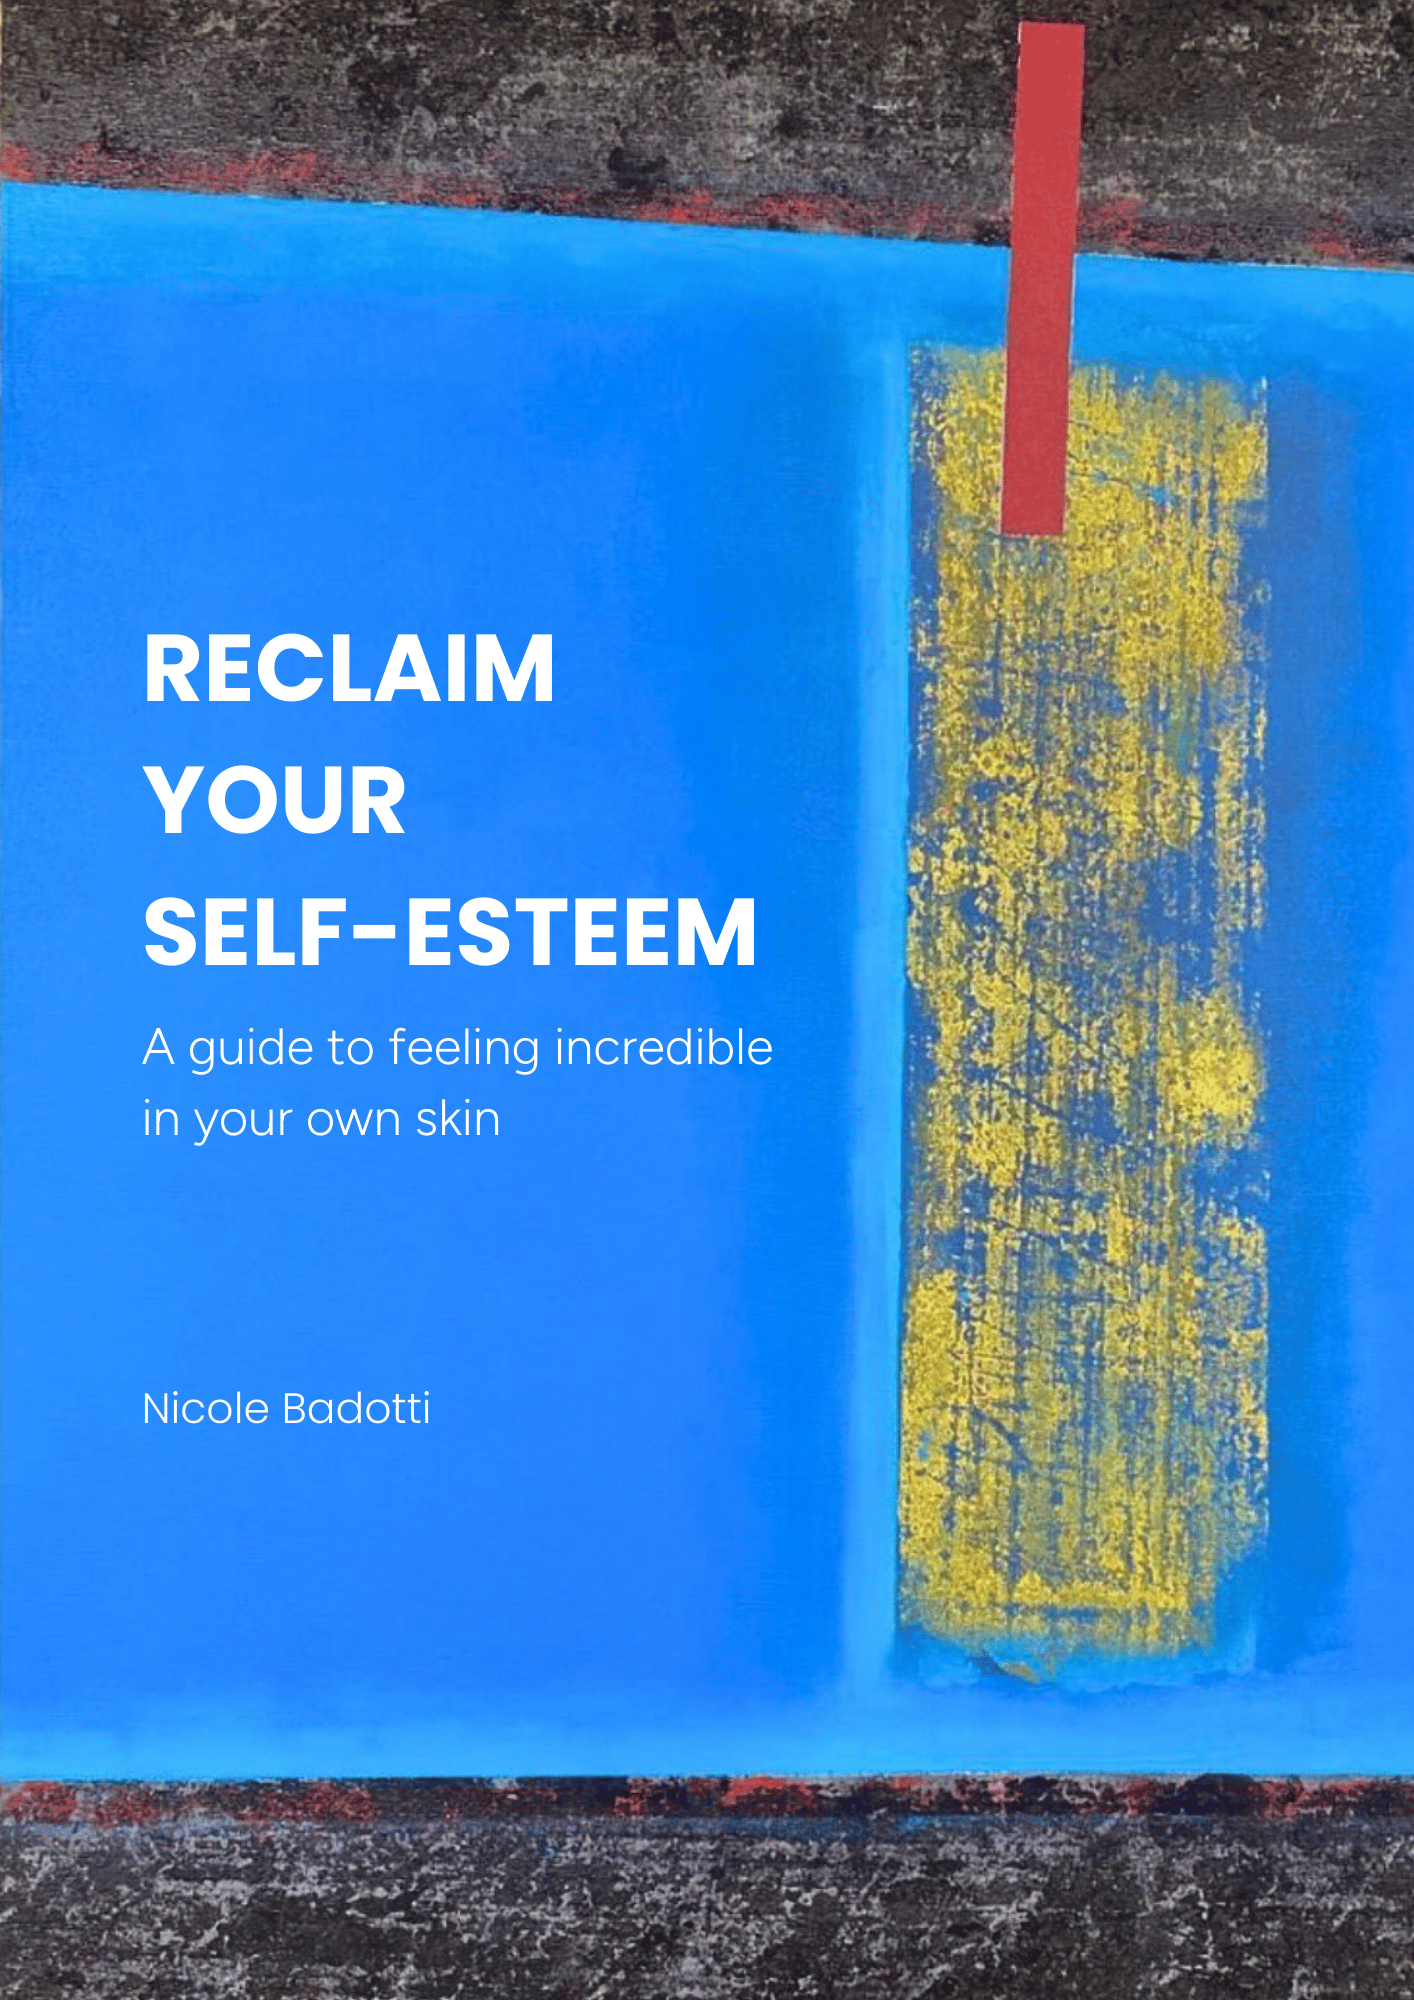 RECLAIM
YOUR
SELF-ESTEEM
A guide to feeling incredible
in your own skin
Nicole Badotti